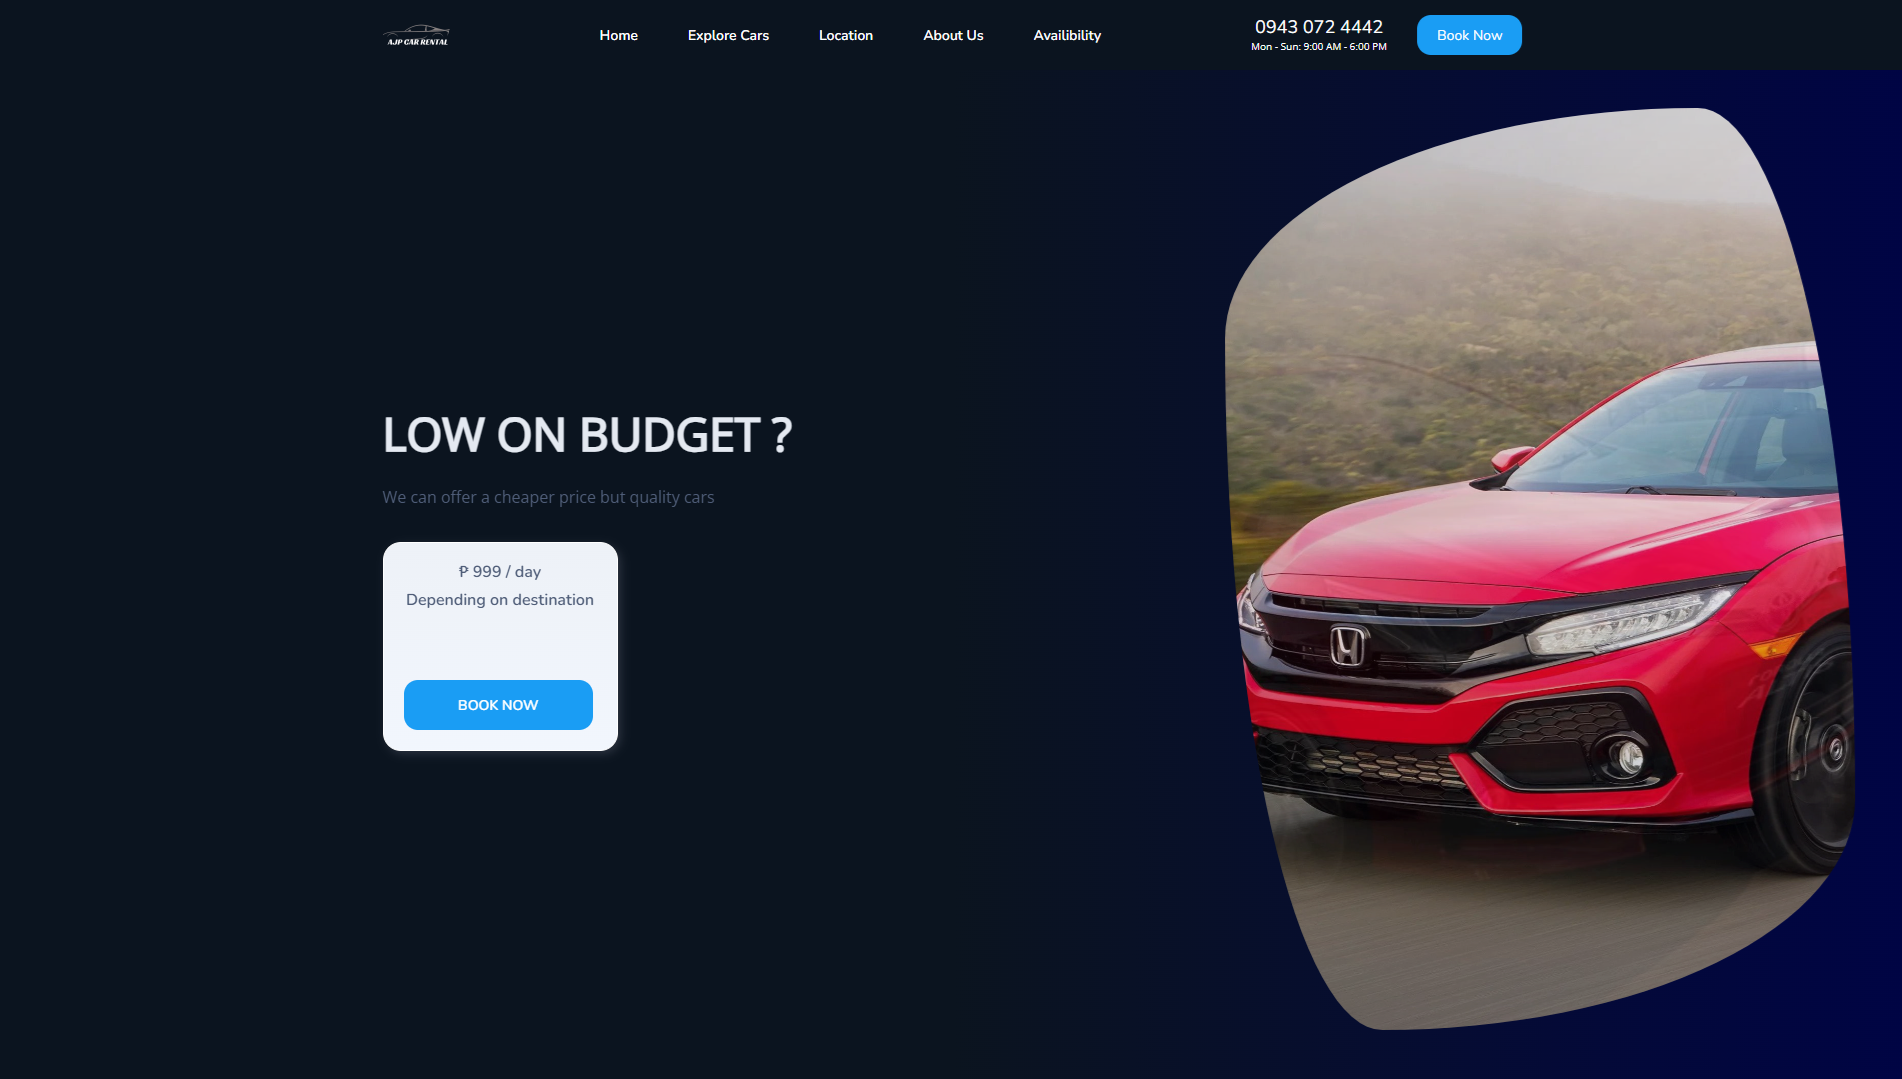 AJP CAR RENTAL
Home
Explore Cars
Location
About Us
Availibility
0943 072 4442
Mon - Sun: 9:00 AM - 6:00 PM
Book Now
LOW ON BUDGET ?
We can offer a cheaper price but quality cars
₱ 999 / day
Depending on destination
BOOK NOW